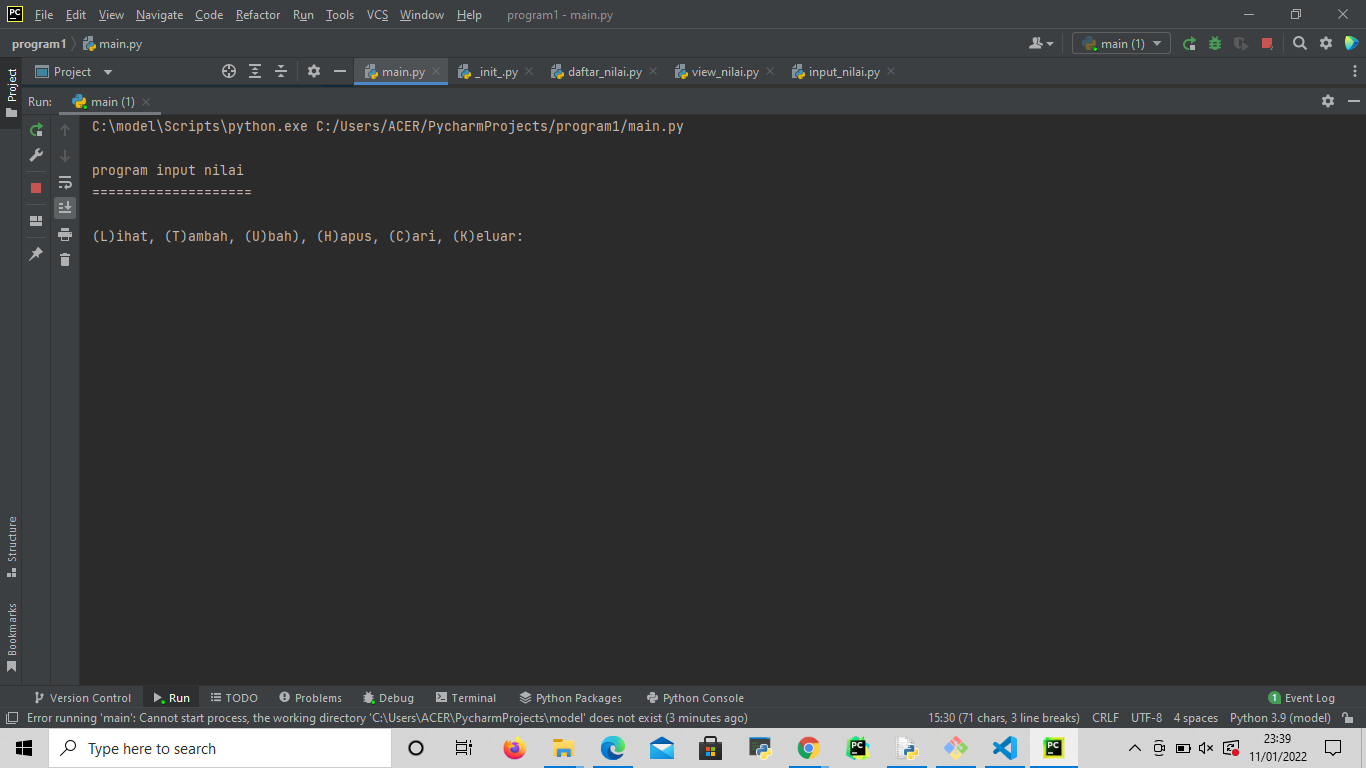 File Edit View Navigate Code Refactor Run Tools VCS Window Help program1 - main.py
program1 main.py main (1)
Project main.py _init_.py daftar_nilai.py view_nilai.py input_nilai.py
Project
Run: main (1)
C:\model\Scripts\python.exe C:/Users/ACER/PycharmProjects/program1/main.py
program input nilai
====================
(L)ihat, (T)ambah, (U)bah), (H)apus, (C)ari, (K)eluar:
Structure
Bookmarks
Version Control Run TODO Problems Debug Terminal Python Packages Python Console 1 Event Log
Error running 'main': Cannot start process, the working directory 'C:\Users\ACER\PycharmProjects\model' does not exist (3 minutes ago) 15:30 (71 chars, 3 line breaks) CRLF UTF-8 4 spaces Python 3.9 (model)
Type here to search 23:39
11/01/2022